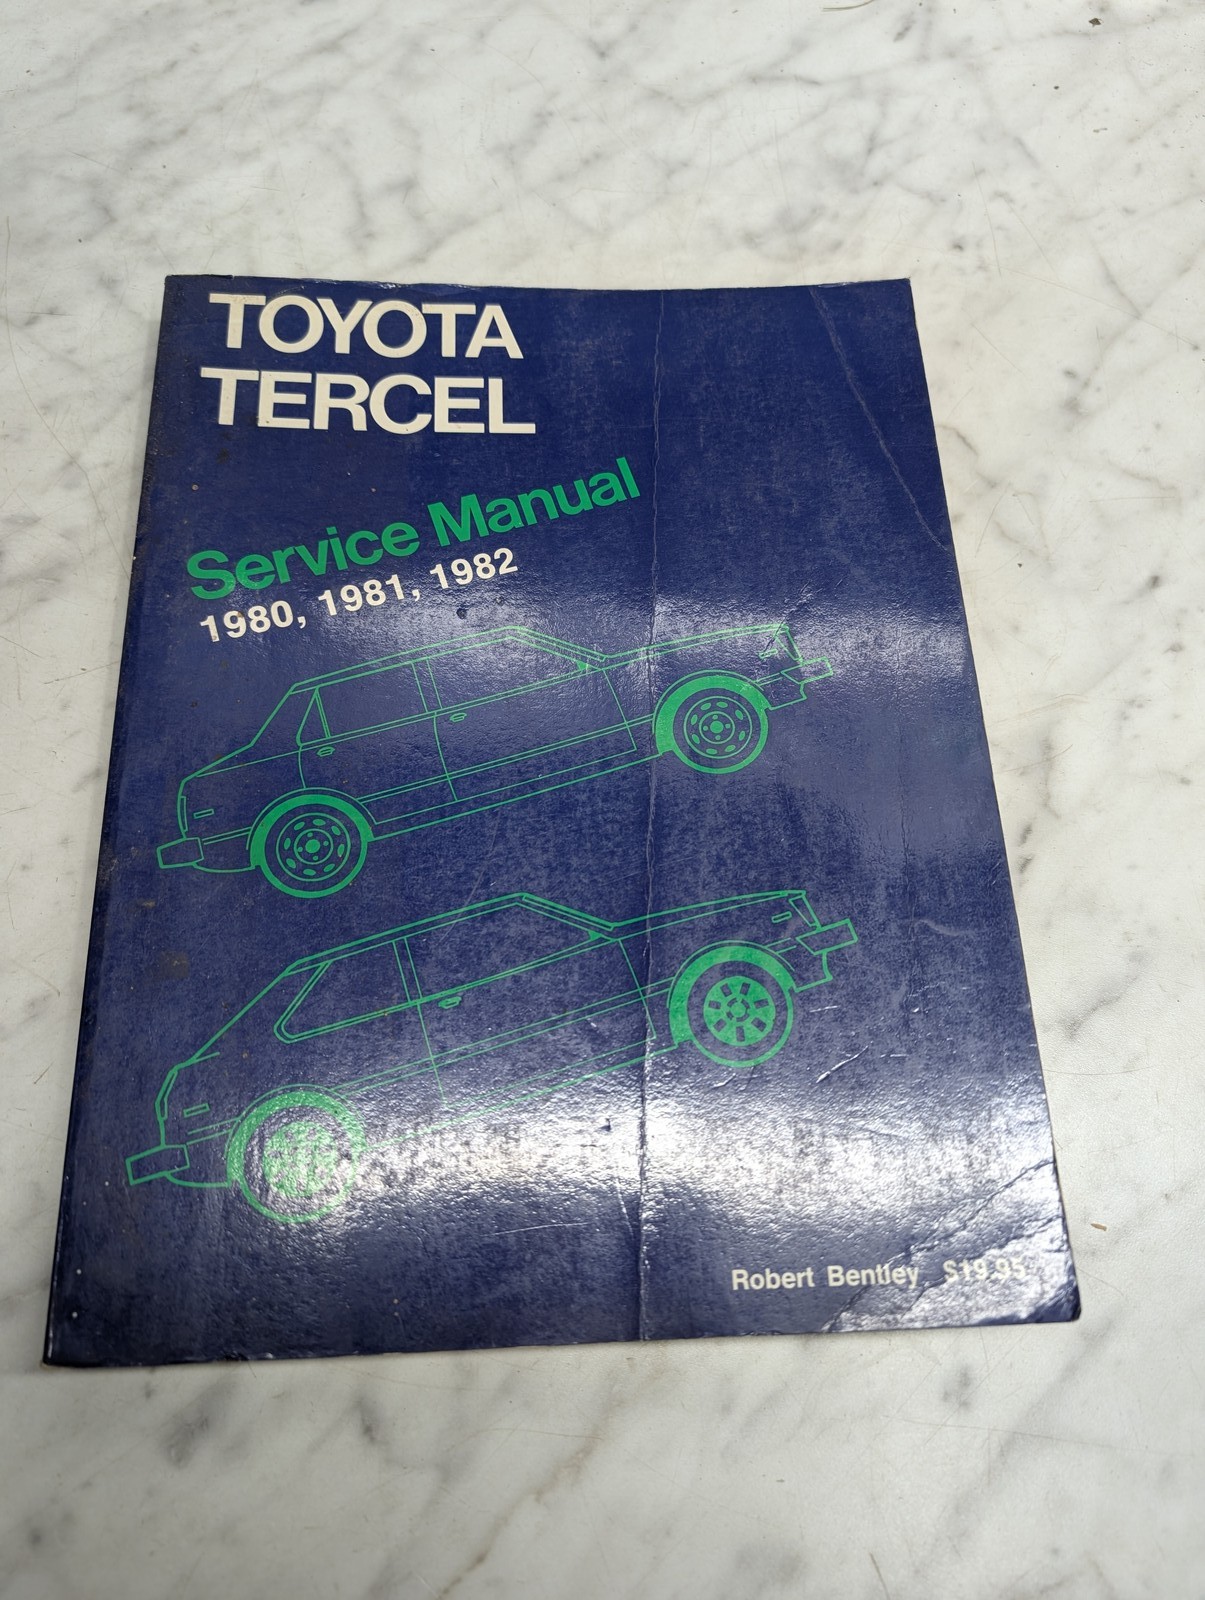 TOYOTA
TERCEL
Service Manual
1980, 1981, 1982
Robert Bentley $19.95